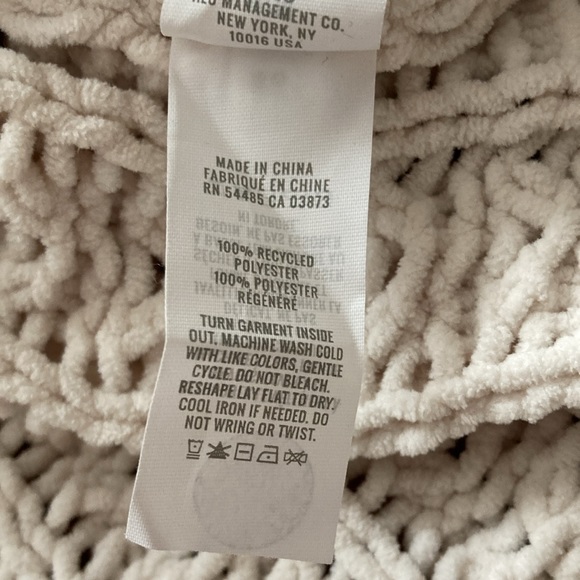 MANAGEMENT CO.
NEW YORK, NY
10016 USA
MADE IN CHINA
FABRIQUÉ EN CHINE
RN 54485 CA 03873
100% RECYCLED
POLYESTER
100% POLYESTER
RÉGÉNÉRÉ
TURN GARMENT INSIDE
OUT. MACHINE WASH COLD
WITH LIKE COLORS, GENTLE
CYCLE. DO NOT BLEACH.
RESHAPE LAY FLAT TO DRY.
COOL IRON IF NEEDED. DO
NOT WRING OR TWIST.